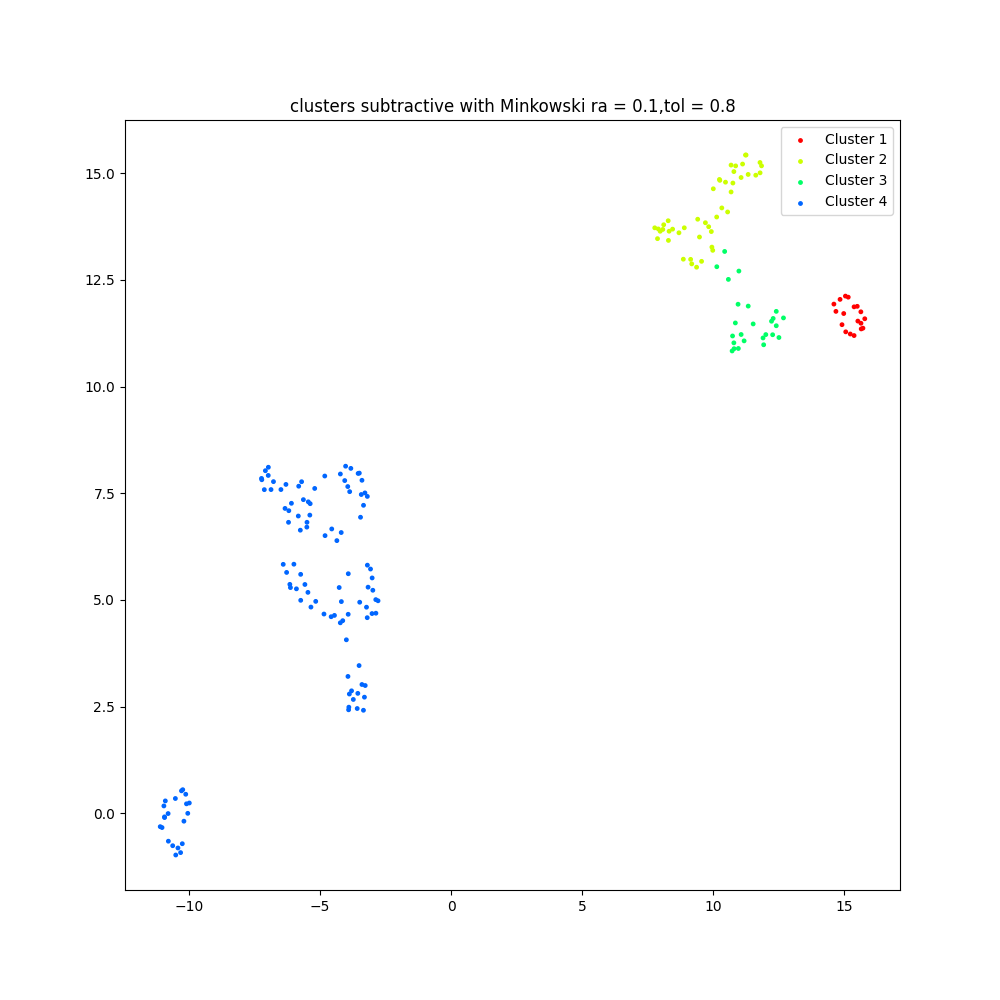 clusters subtractive with Minkowski ra = 0.1,tol = 0.8
Cluster 1
Cluster 2
Cluster 3
Cluster 4
15.0
12.5
10.0
7.5
5.0
2.5
0.0
−10
−5
0
5
10
15